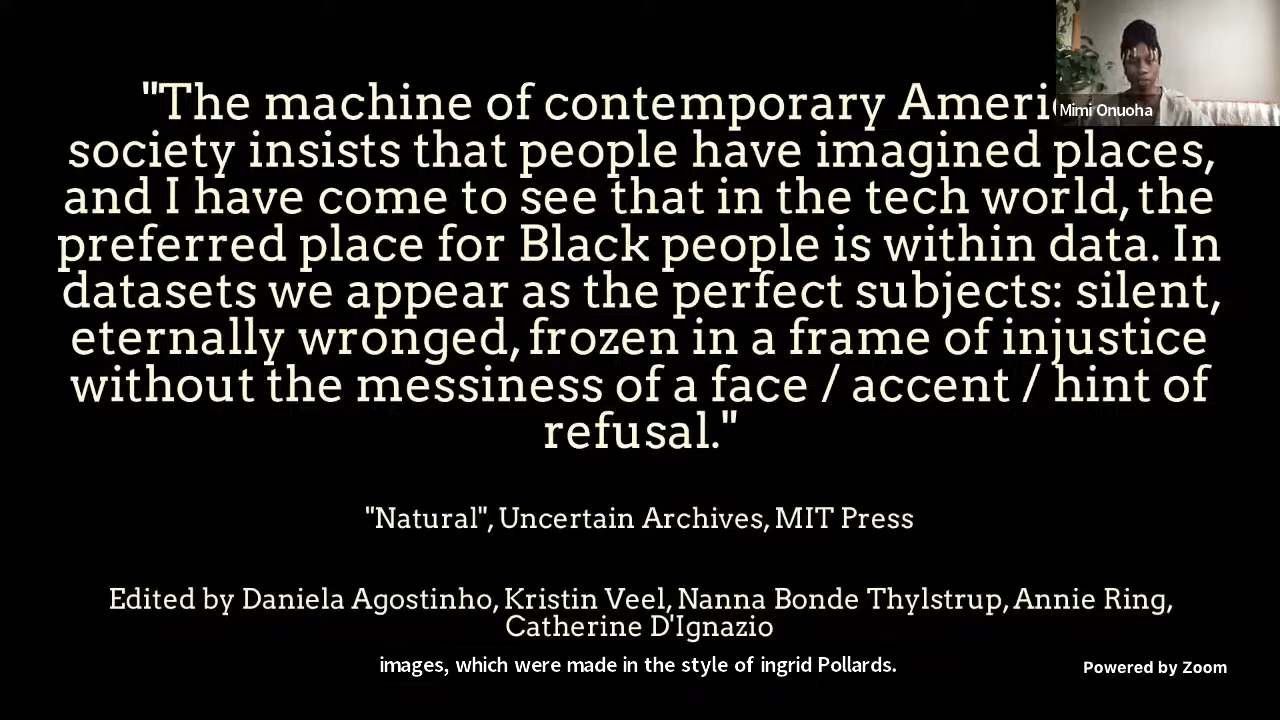 "The machine of contemporary Ameri
society insists that people have imagined places,
and I have come to see that in the tech world, the
preferred place for Black people is within data. In
datasets we appear as the perfect subjects: silent,
eternally wronged, frozen in a frame of injustice
without the messiness of a face / accent / hint of
refusal."
Mimi Onuoha
"Natural", Uncertain Archives, MIT Press
Edited by Daniela Agostinho, Kristin Veel, Nanna Bonde Thylstrup, Annie Ring,
Catherine D'Ignazio
images, which were made in the style of ingrid Pollards.
Powered by Zoom